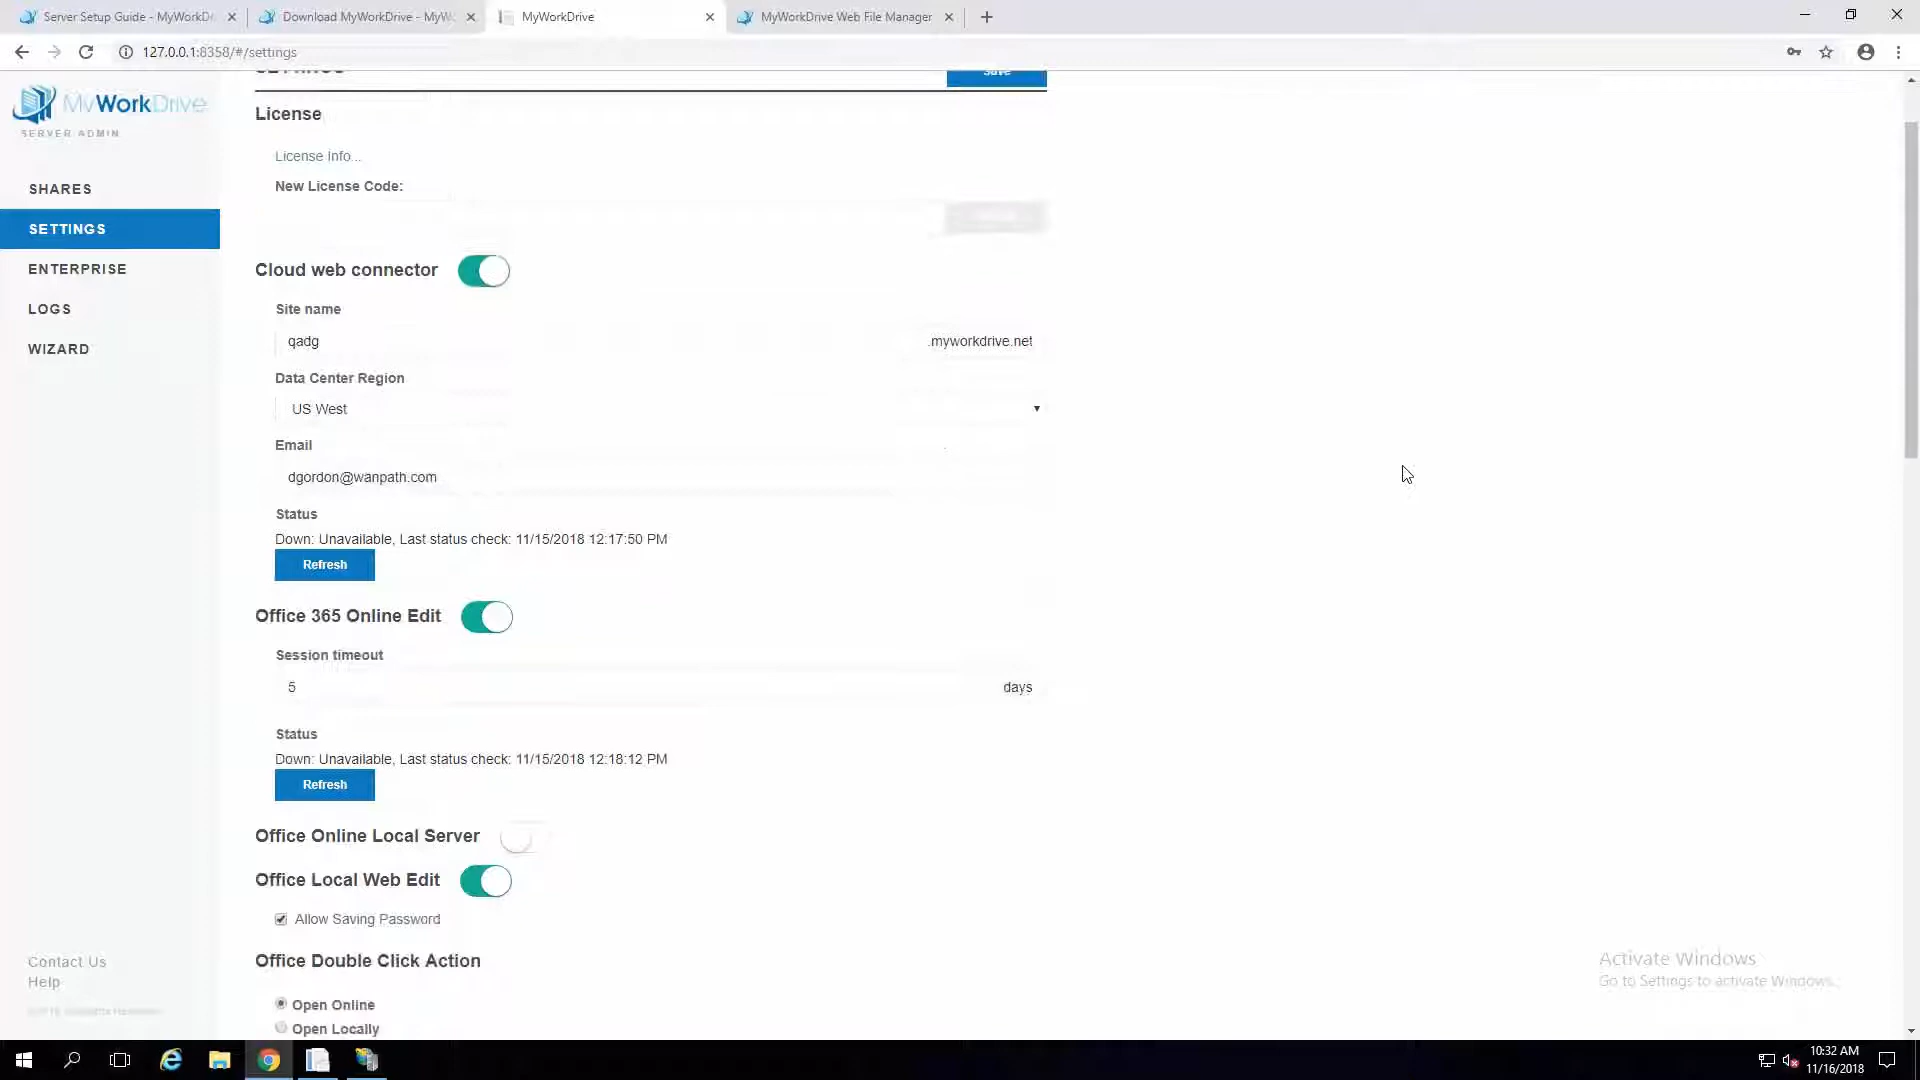 Server Setup Guide - MyWorkDr
Download MyWorkDrive - MyW
MyWorkDrive
MyWorkDrive Web File Manager
127.0.0.1:8358/#/settings
MyWorkDrive
SERVER ADMIN
SHARES
SETTINGS
ENTERPRISE
LOGS
WIZARD
Contact Us
Help
SETTINGS
Save
License
License Info...
New License Code:
Cloud web connector
Site name
qadg
.myworkdrive.net
Data Center Region
US West
Email
dgordon@wanpath.com
Status
Down: Unavailable, Last status check: 11/15/2018 12:17:50 PM
Refresh
Office 365 Online Edit
Session timeout
5
days
Status
Down: Unavailable, Last status check: 11/15/2018 12:18:12 PM
Refresh
Office Online Local Server
Office Local Web Edit
Allow Saving Password
Office Double Click Action
Open Online
Open Locally
Activate Windows
Go to Settings to activate Windows.
10:32 AM
11/16/2018